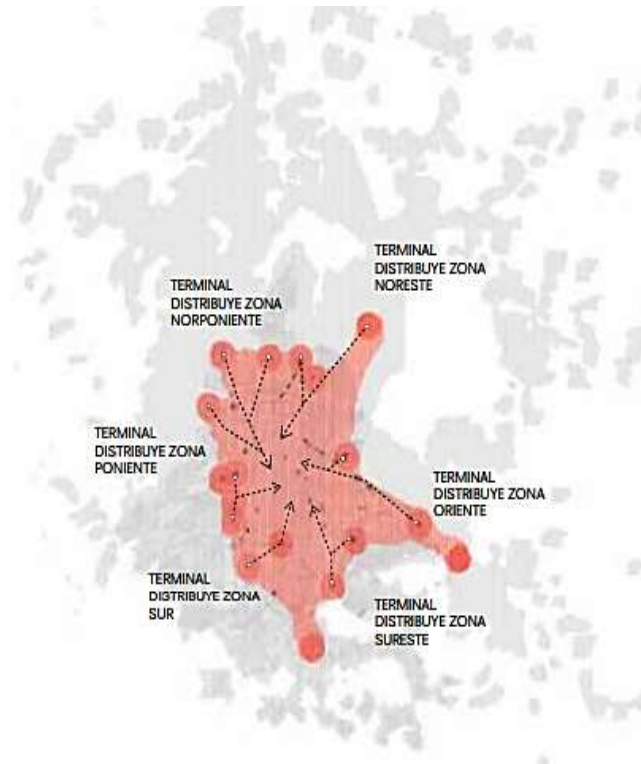 TERMINAL
DISTRIBUYE ZONA
NORESTE
TERMINAL
DISTRIBUYE ZONA
NORPONIENTE
TERMINAL
DISTRIBUYE ZONA
PONIENTE
TERMINAL
DISTRIBUYE ZONA
ORIENTE
TERMINAL
DISTRIBUYE ZONA
SUR
TERMINAL
DISTRIBUYE ZONA
SURESTE